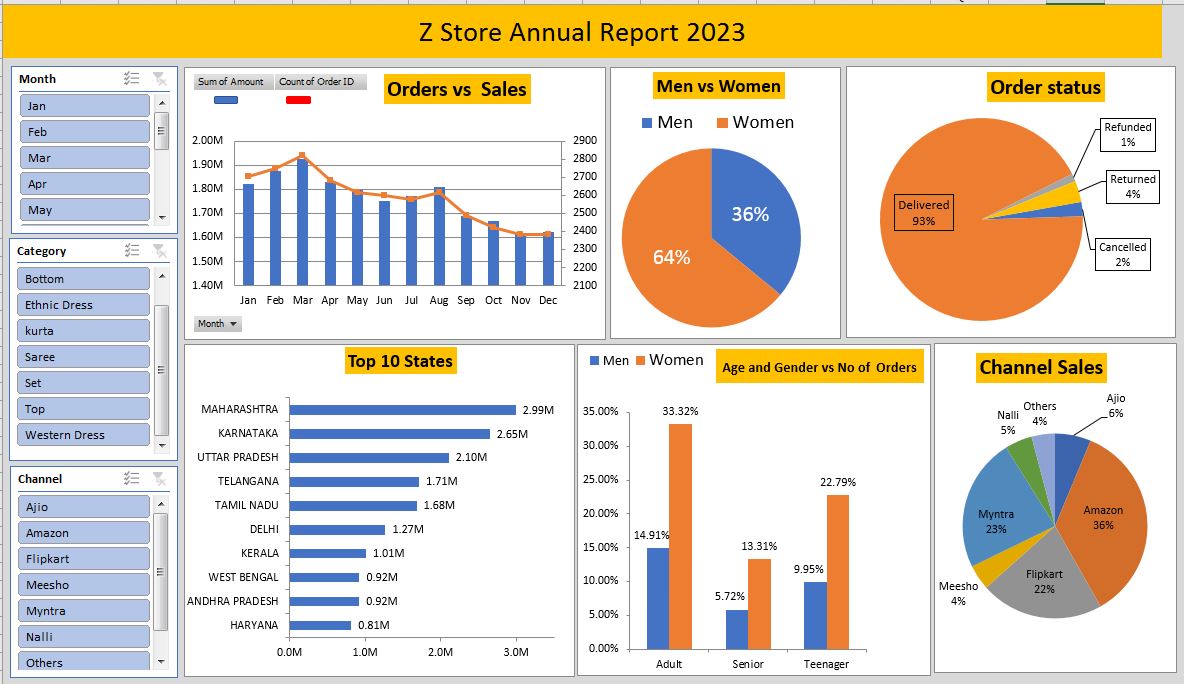 Z Store Annual Report 2023
Month
Jan
Feb
Mar
Apr
May
Category
Bottom
Ethnic Dress
kurta
Saree
Set
Top
Western Dress
Channel
Ajio
Amazon
Flipkart
Meesho
Myntra
Nalli
Others
Sum of Amount Count of Order ID
Orders vs Sales
2.00M
1.90M
1.80M
1.70M
1.60M
1.50M
1.40M
2900
2800
2700
2600
2500
2400
2300
2200
2100
Jan Feb Mar Apr May Jun Jul Aug Sep Oct Nov Dec
Month
Men vs Women
Men Women
36%
64%
Order status
Refunded
1%
Returned
4%
Delivered
93%
Cancelled
2%
Top 10 States
MAHARASHTRA 2.99M
KARNATAKA 2.65M
UTTAR PRADESH 2.10M
TELANGANA 1.71M
TAMIL NADU 1.68M
DELHI 1.27M
KERALA 1.01M
WEST BENGAL 0.92M
ANDHRA PRADESH 0.92M
HARYANA 0.81M
0.0M 1.0M 2.0M 3.0M
Men Women
Age and Gender vs No of Orders
35.00%
30.00%
25.00%
20.00%
15.00%
10.00%
5.00%
0.00%
14.91%
33.32%
5.72%
13.31%
9.95%
22.79%
Adult Senior Teenager
Channel Sales
Ajio
6%
Others
4%
Nalli
5%
Amazon
36%
Myntra
23%
Flipkart
22%
Meesho
4%